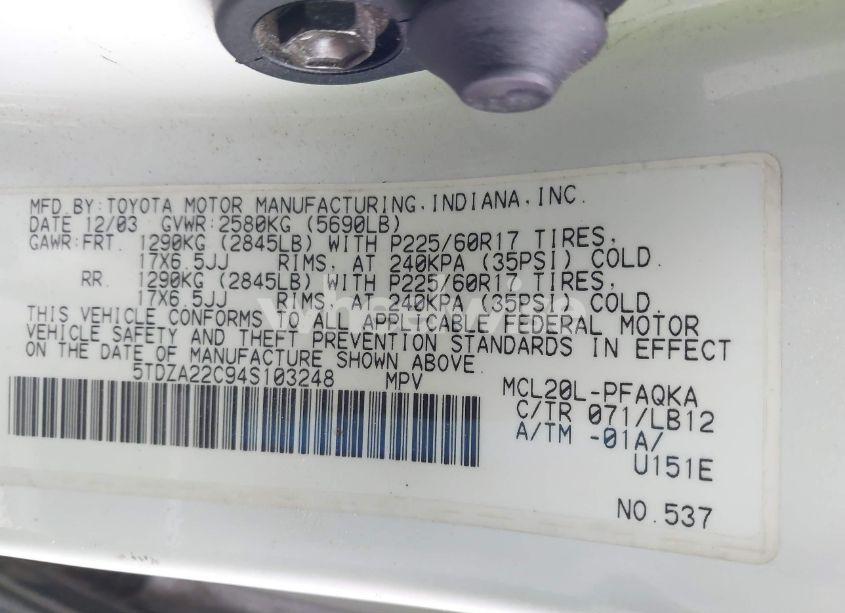 MFD.BY:TOYOTA MOTOR MANUFACTURING,INDIANA,INC.
DATE 12/03 GVWR:2580KG (5690LB)
GAWR:FRT. 1290KG (2845LB) WITH P225/60R17 TIRES,
17X6.5JJ RIMS, AT 240KPA (35PSI) COLD.
RR. 1290KG (2845LB) WITH P225/60R17 TIRES,
17X6.5JJ RIMS, AT 240KPA (35PSI) COLD.
THIS VEHICLE CONFORMS TO ALL APPLICABLE FEDERAL MOTOR
VEHICLE SAFETY AND THEFT PREVENTION STANDARDS IN EFFECT
ON THE DATE OF MANUFACTURE SHOWN ABOVE.
5TDZA22C94S103248 MPV
MCL20L-PFAQKA
C/TR 071/LB12
A/TM -01A/
U151E
NO.537